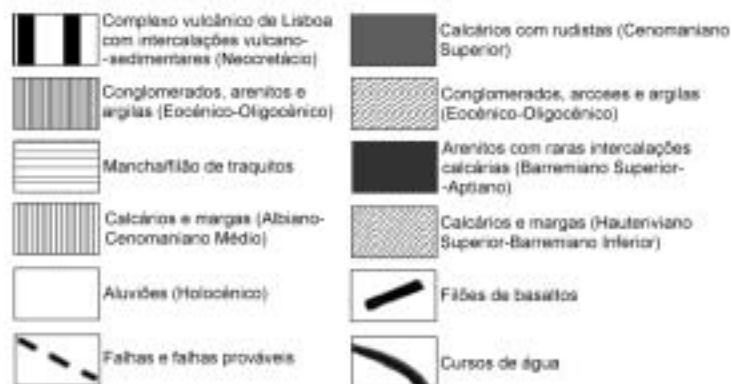 Complexo vulcânico de Lisboa
com intercalações vulcano-
-sedimentares (Neocretácio)
Calcários com rudistas (Cenomaniano
Superior)
Conglomerados, arenitos e
argilas (Eocénico-Oligocénico)
Conglomerados, arcoses e argilas
(Eocénico-Oligocénico)
Mancha/filão de traquitos
Arenitos com raras intercalações
calcárias (Barremiano Superior-
-Aptiano)
Calcários e margas (Albiano-
Cenomaniano Médio)
Calcários e margas (Hauteriviano
Superior-Barremiano Inferior)
Aluviões (Holocénico)
Filões de basaltos
Falhas e falhas prováveis
Cursos de água